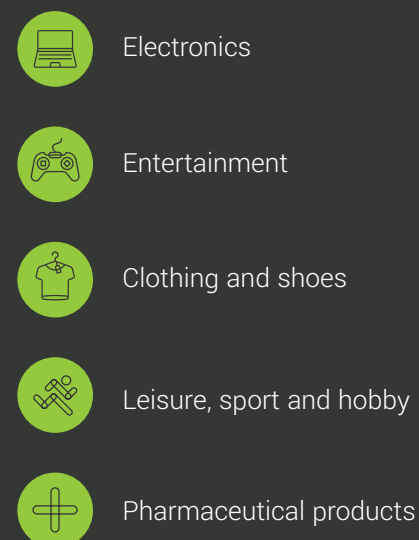 Electronics
Entertainment
Clothing and shoes
Leisure, sport and hobby
Pharmaceutical products